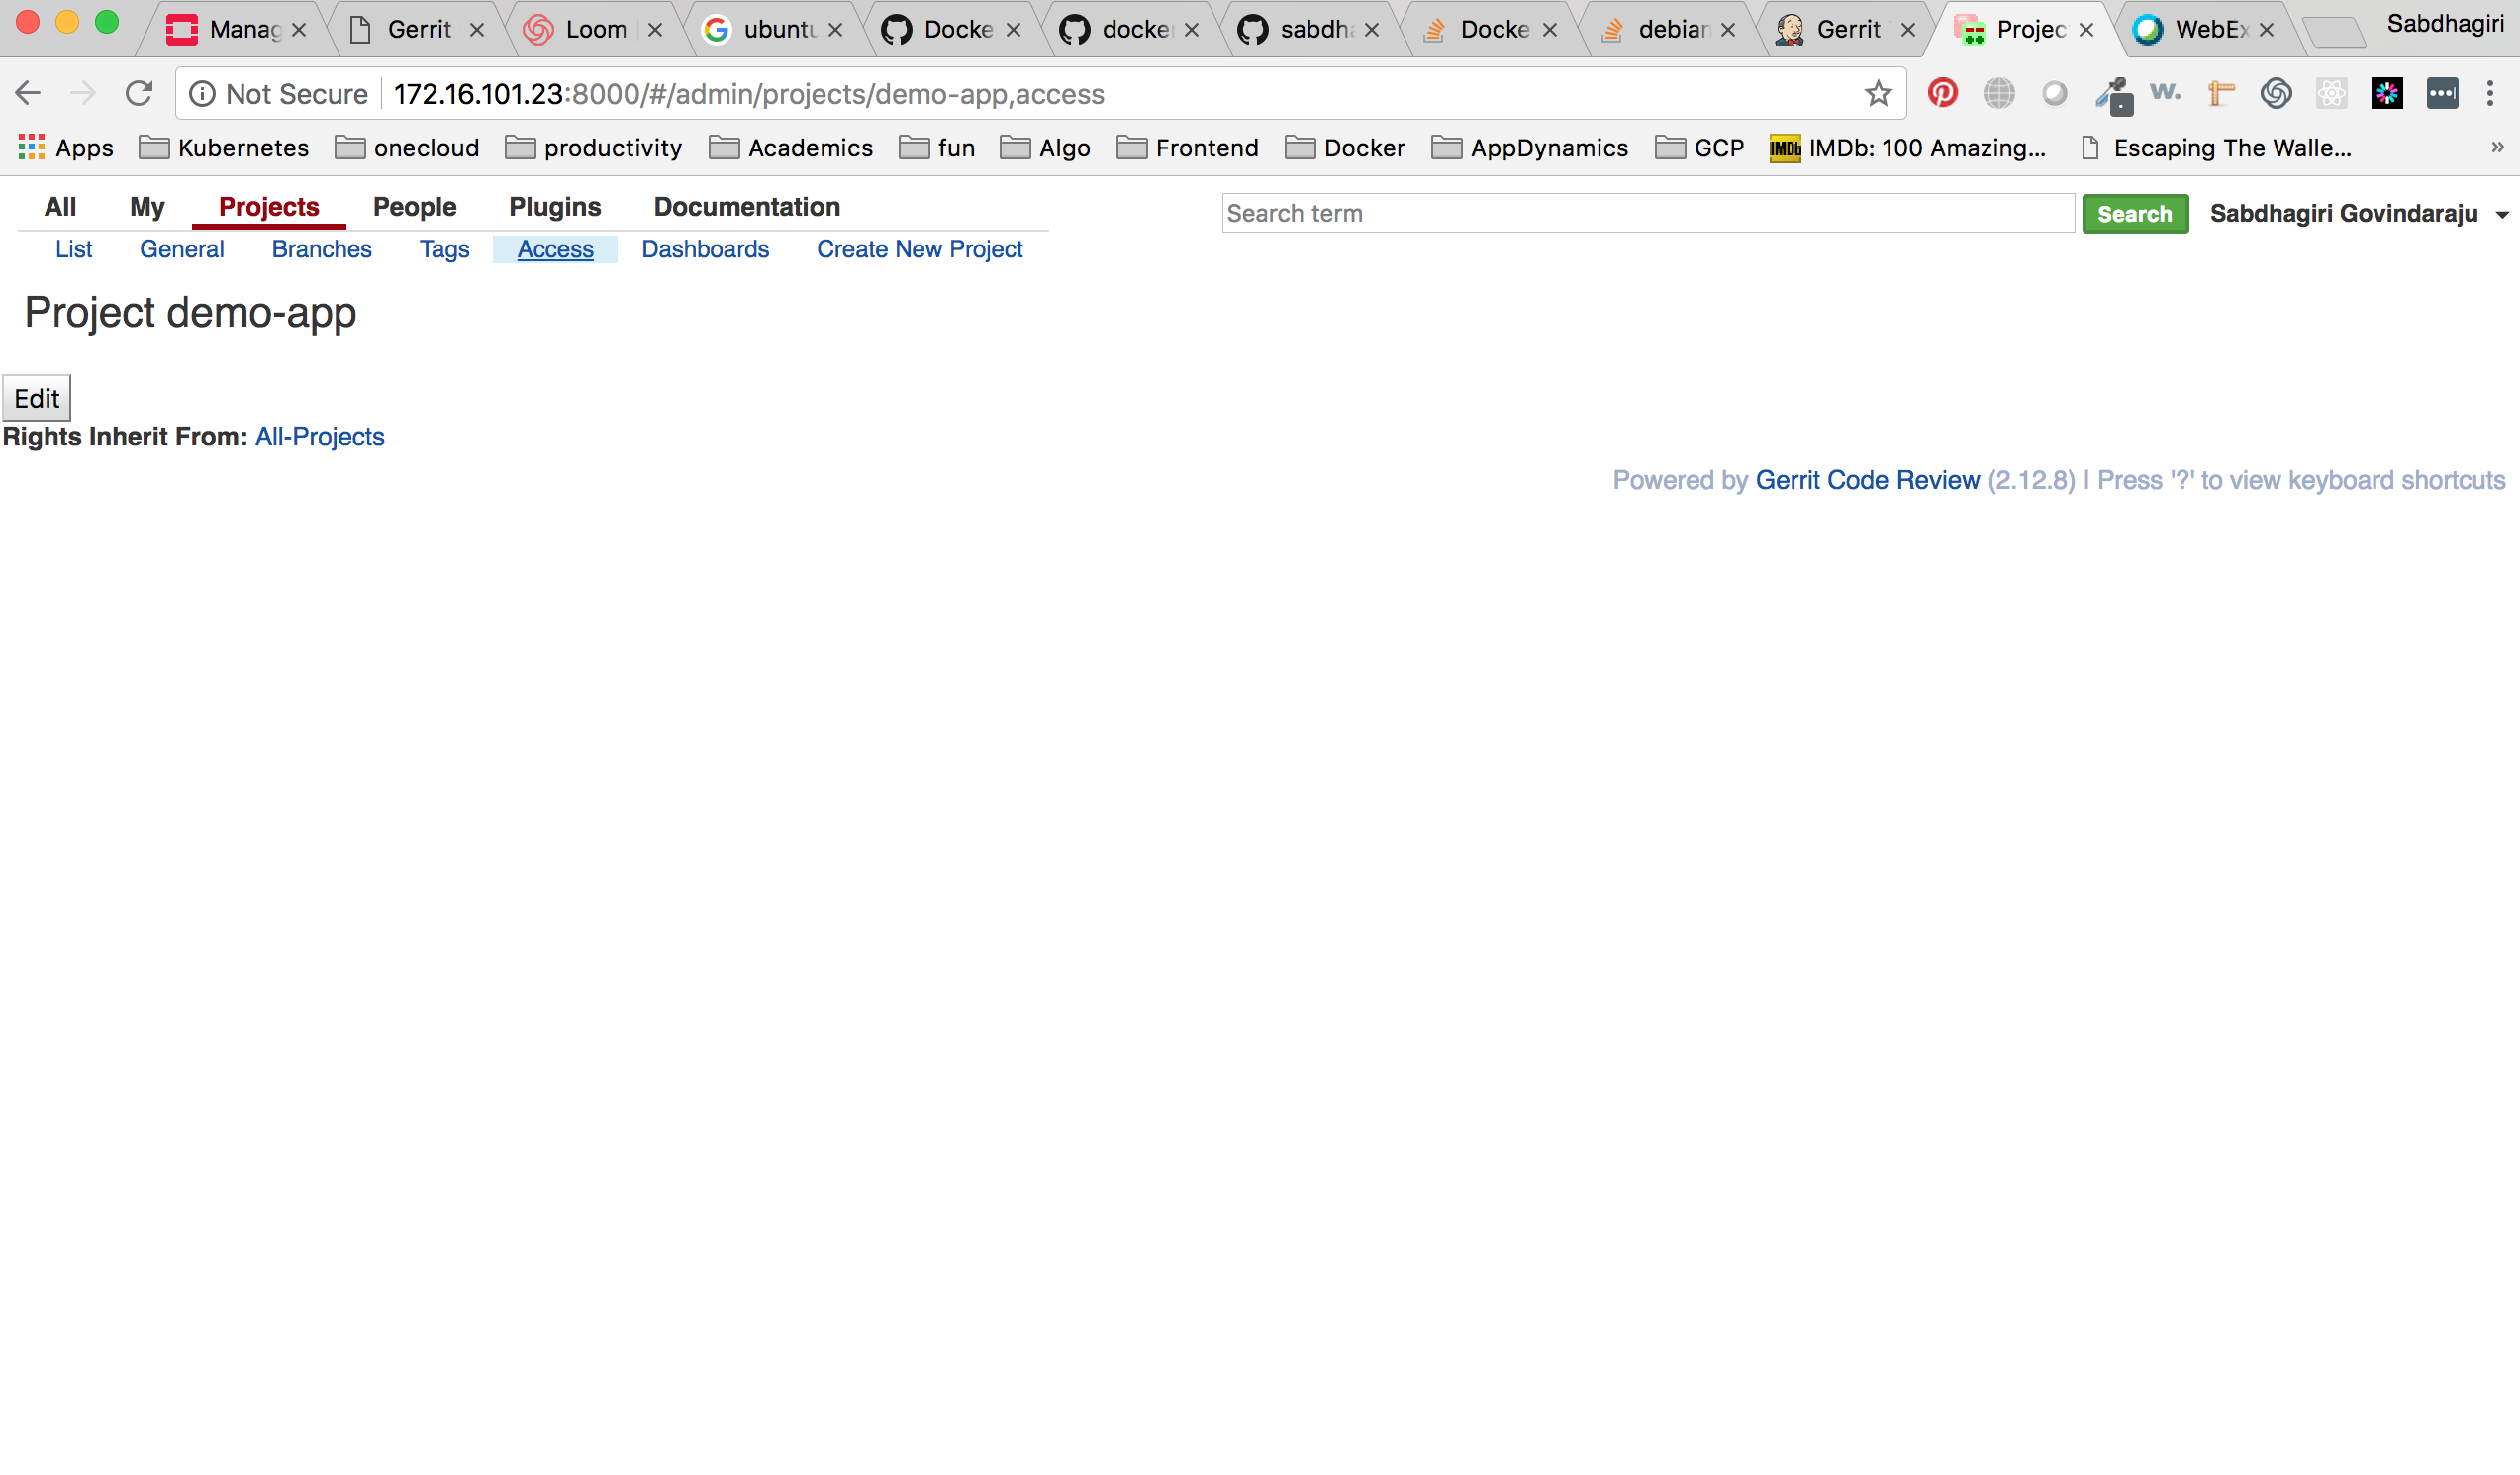 Manag Gerrit Loom ubuntu Docke docker sabdha Docke debian Gerrit Projec WebEx Sabdhagiri
Not Secure 172.16.101.23:8000/#/admin/projects/demo-app,access
Apps Kubernetes onecloud productivity Academics fun Algo Frontend Docker AppDynamics GCP IMDb IMDb: 100 Amazing... Escaping The Walle... »
All My Projects People Plugins Documentation Search term Search Sabdhagiri Govindaraju
List General Branches Tags Access Dashboards Create New Project
Project demo-app
Edit
Rights Inherit From: All-Projects
Powered by Gerrit Code Review (2.12.8) | Press '?' to view keyboard shortcuts